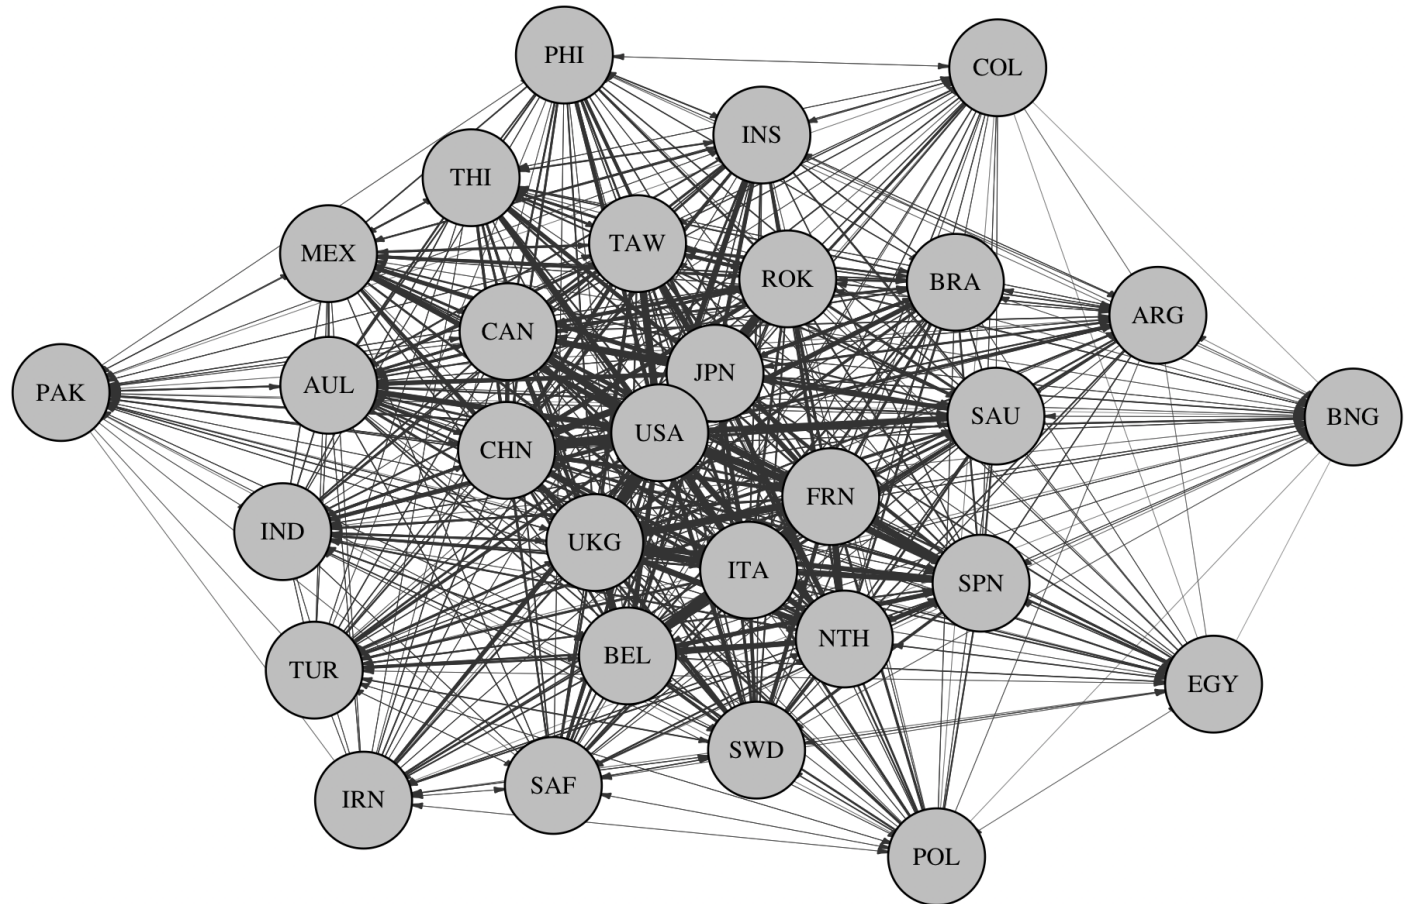 PHI
COL
INS
THI
TAW
MEX
ROK
BRA
ARG
CAN
JPN
PAK
AUL
SAU
BNG
USA
CHN
FRN
IND
UKG
ITA
SPN
NTH
BEL
TUR
EGY
SWD
SAF
IRN
POL